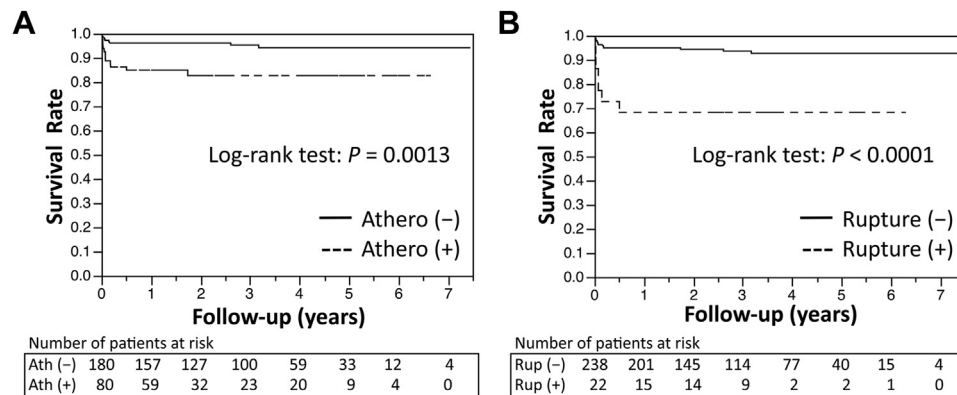 A
Survival Rate
1.0
0.9
0.8
0.7
0.6
0.5
0.4
0.3
0.2
0.1
0.0
Log-rank test: P = 0.0013
Athero (−)
Athero (+)
0 1 2 3 4 5 6 7
Follow-up (years)
Number of patients at risk
Ath (−) 180 157 127 100 59 33 12 4
Ath (+) 80 59 32 23 20 9 4 0
B
Survival Rate
1.0
0.9
0.8
0.7
0.6
0.5
0.4
0.3
0.2
0.1
0.0
Log-rank test: P < 0.0001
Rupture (−)
Rupture (+)
0 1 2 3 4 5 6 7
Follow-up (years)
Number of patients at risk
Rup (−) 238 201 145 114 77 40 15 4
Rup (+) 22 15 14 9 2 2 1 0